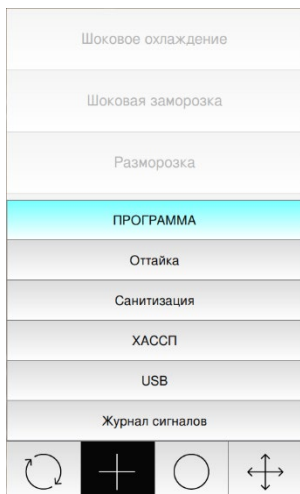 Шоковое охлаждение
Шоковая заморозка
Разморозка
ПРОГРАММА
Оттайка
Санитизация
ХАССП
USB
Журнал сигналов